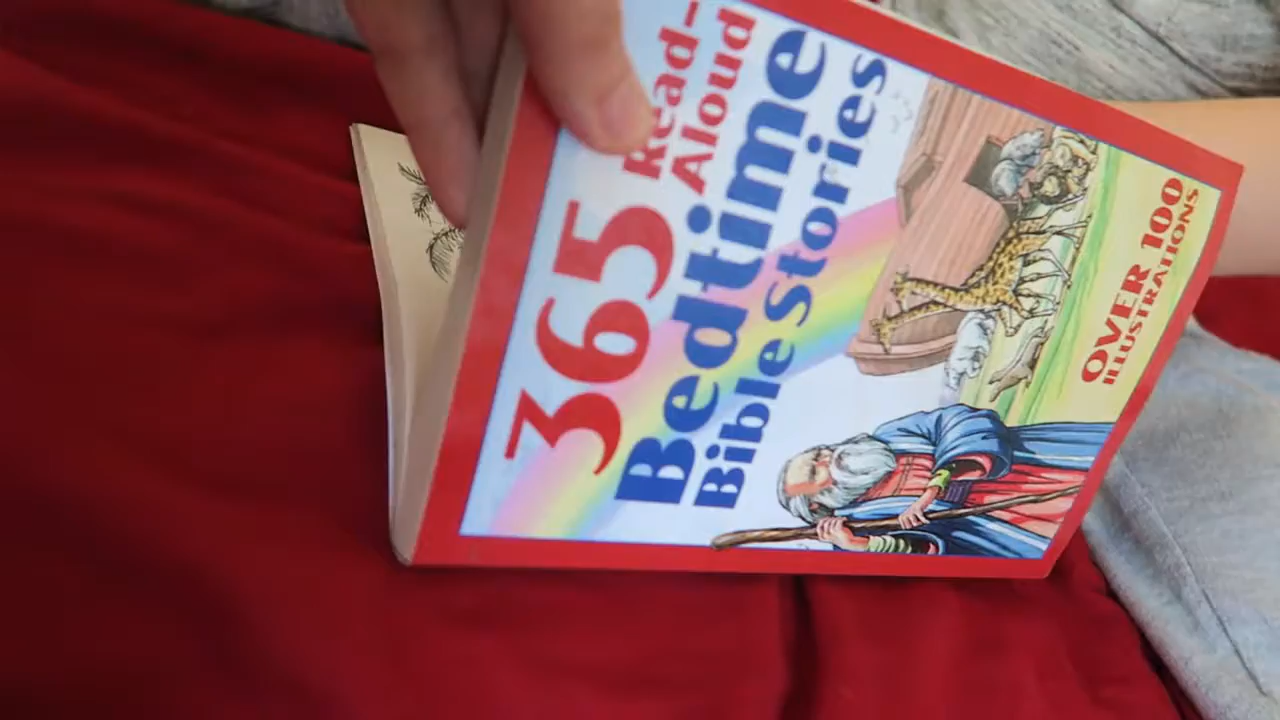 365 Read-
Aloud
Bedtime
Bible Stories
OVER 100
ILLUSTRATIONS